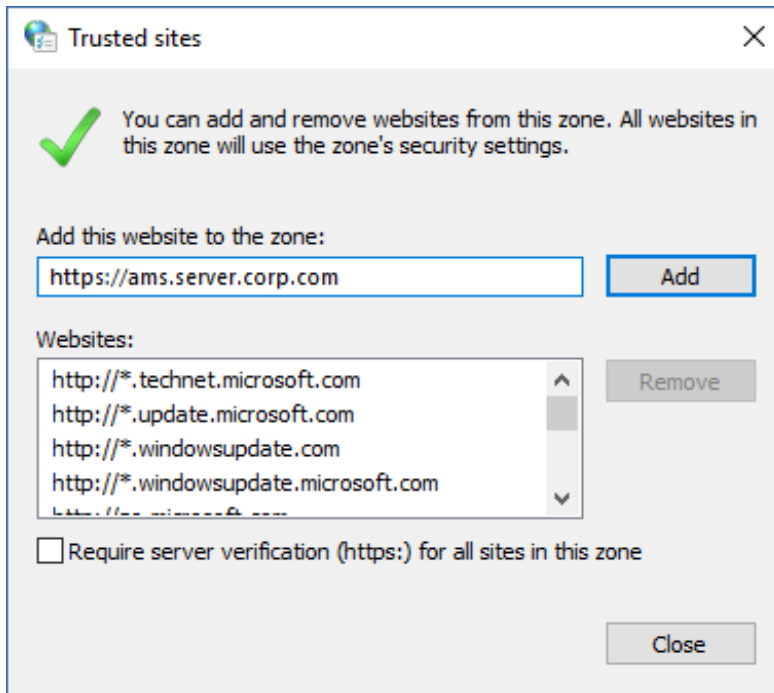 Trusted sites
You can add and remove websites from this zone. All websites in
this zone will use the zone's security settings.
Add this website to the zone:
https://ams.server.corp.com
Add
Websites:
http://*.technet.microsoft.com
Remove
http://*.update.microsoft.com
http://*.windowsupdate.com
http://*.windowsupdate.microsoft.com
Require server verification (https:) for all sites in this zone
Close